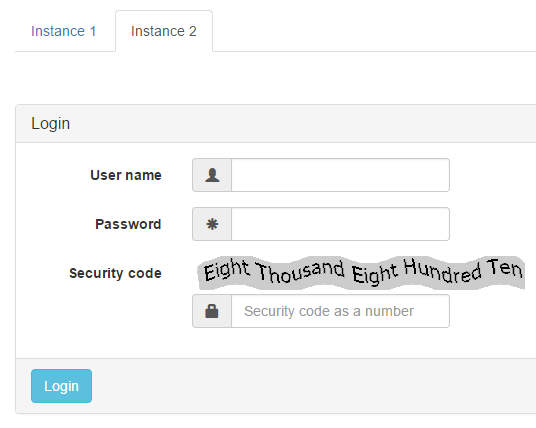 Instance 1 Instance 2
Login
User name
Password
Security code Eight Thousand Eight Hundred Ten
Security code as a number
Login